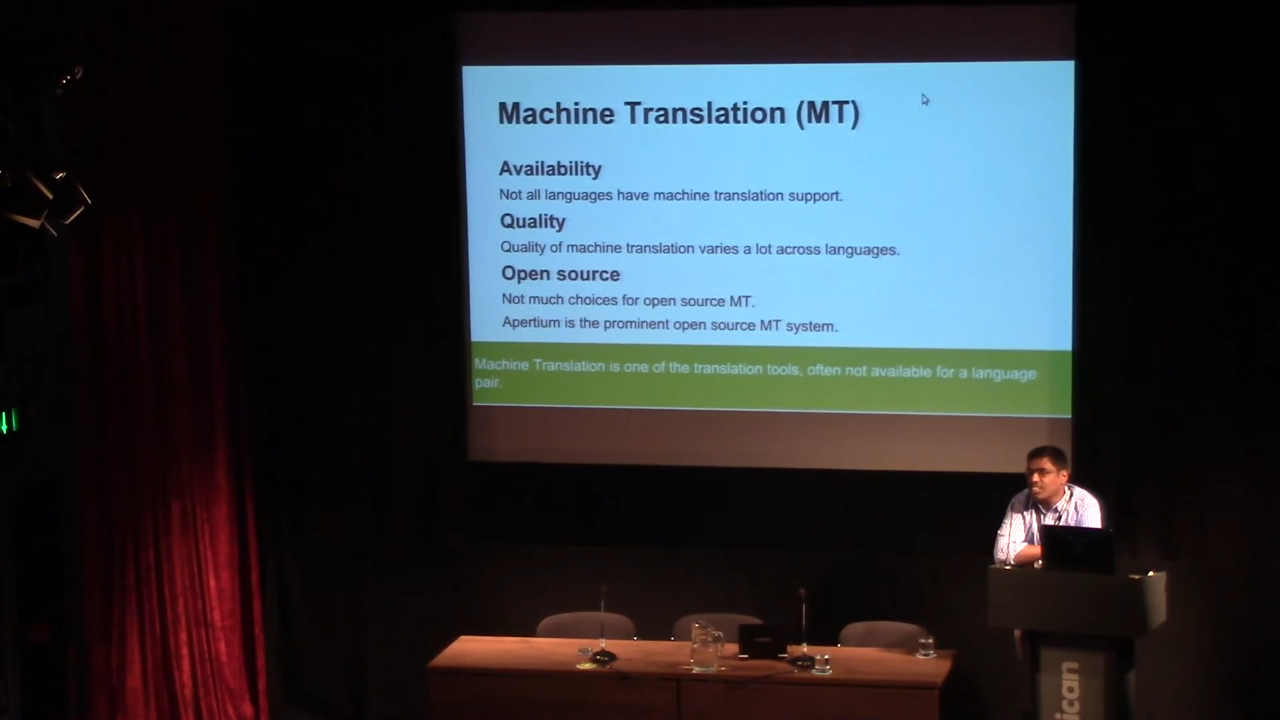 Machine Translation (MT)
Availability
Not all languages have machine translation support.
Quality
Quality of machine translation varies a lot across languages.
Open source
Not much choices for open source MT.
Apertium is the prominent open source MT system.
Machine Translation is one of the translation tools, often not available for a language
pair.
ican